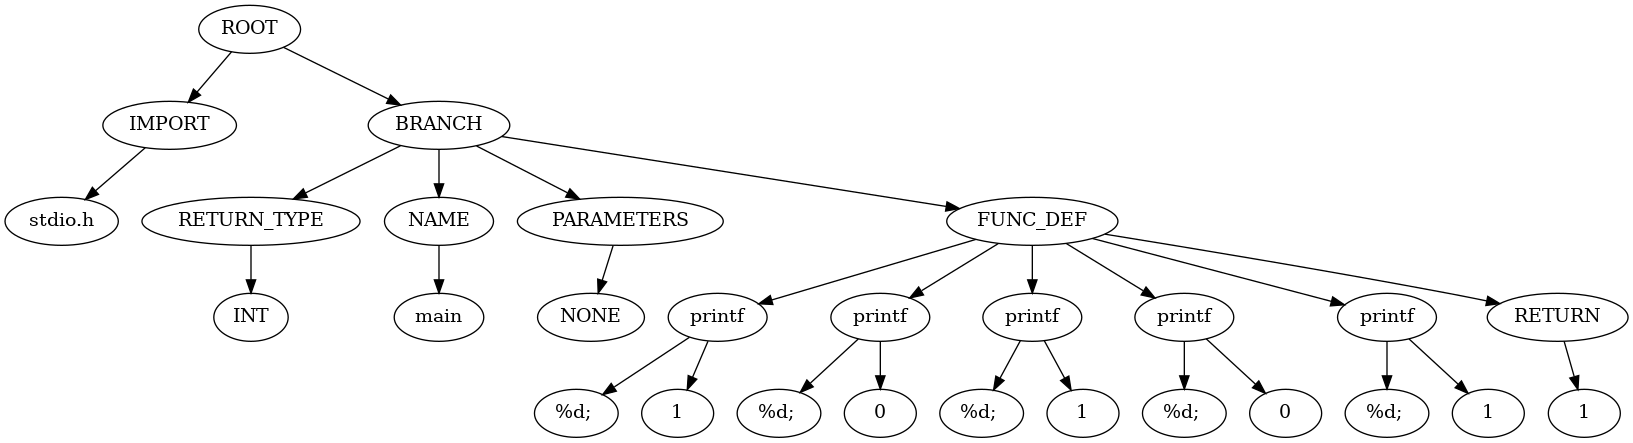 ROOT
IMPORT BRANCH
stdio.h RETURN_TYPE NAME PARAMETERS FUNC_DEF
INT main NONE printf printf printf printf printf RETURN
%d; 1 %d; 0 %d; 1 %d; 0 %d; 1 1